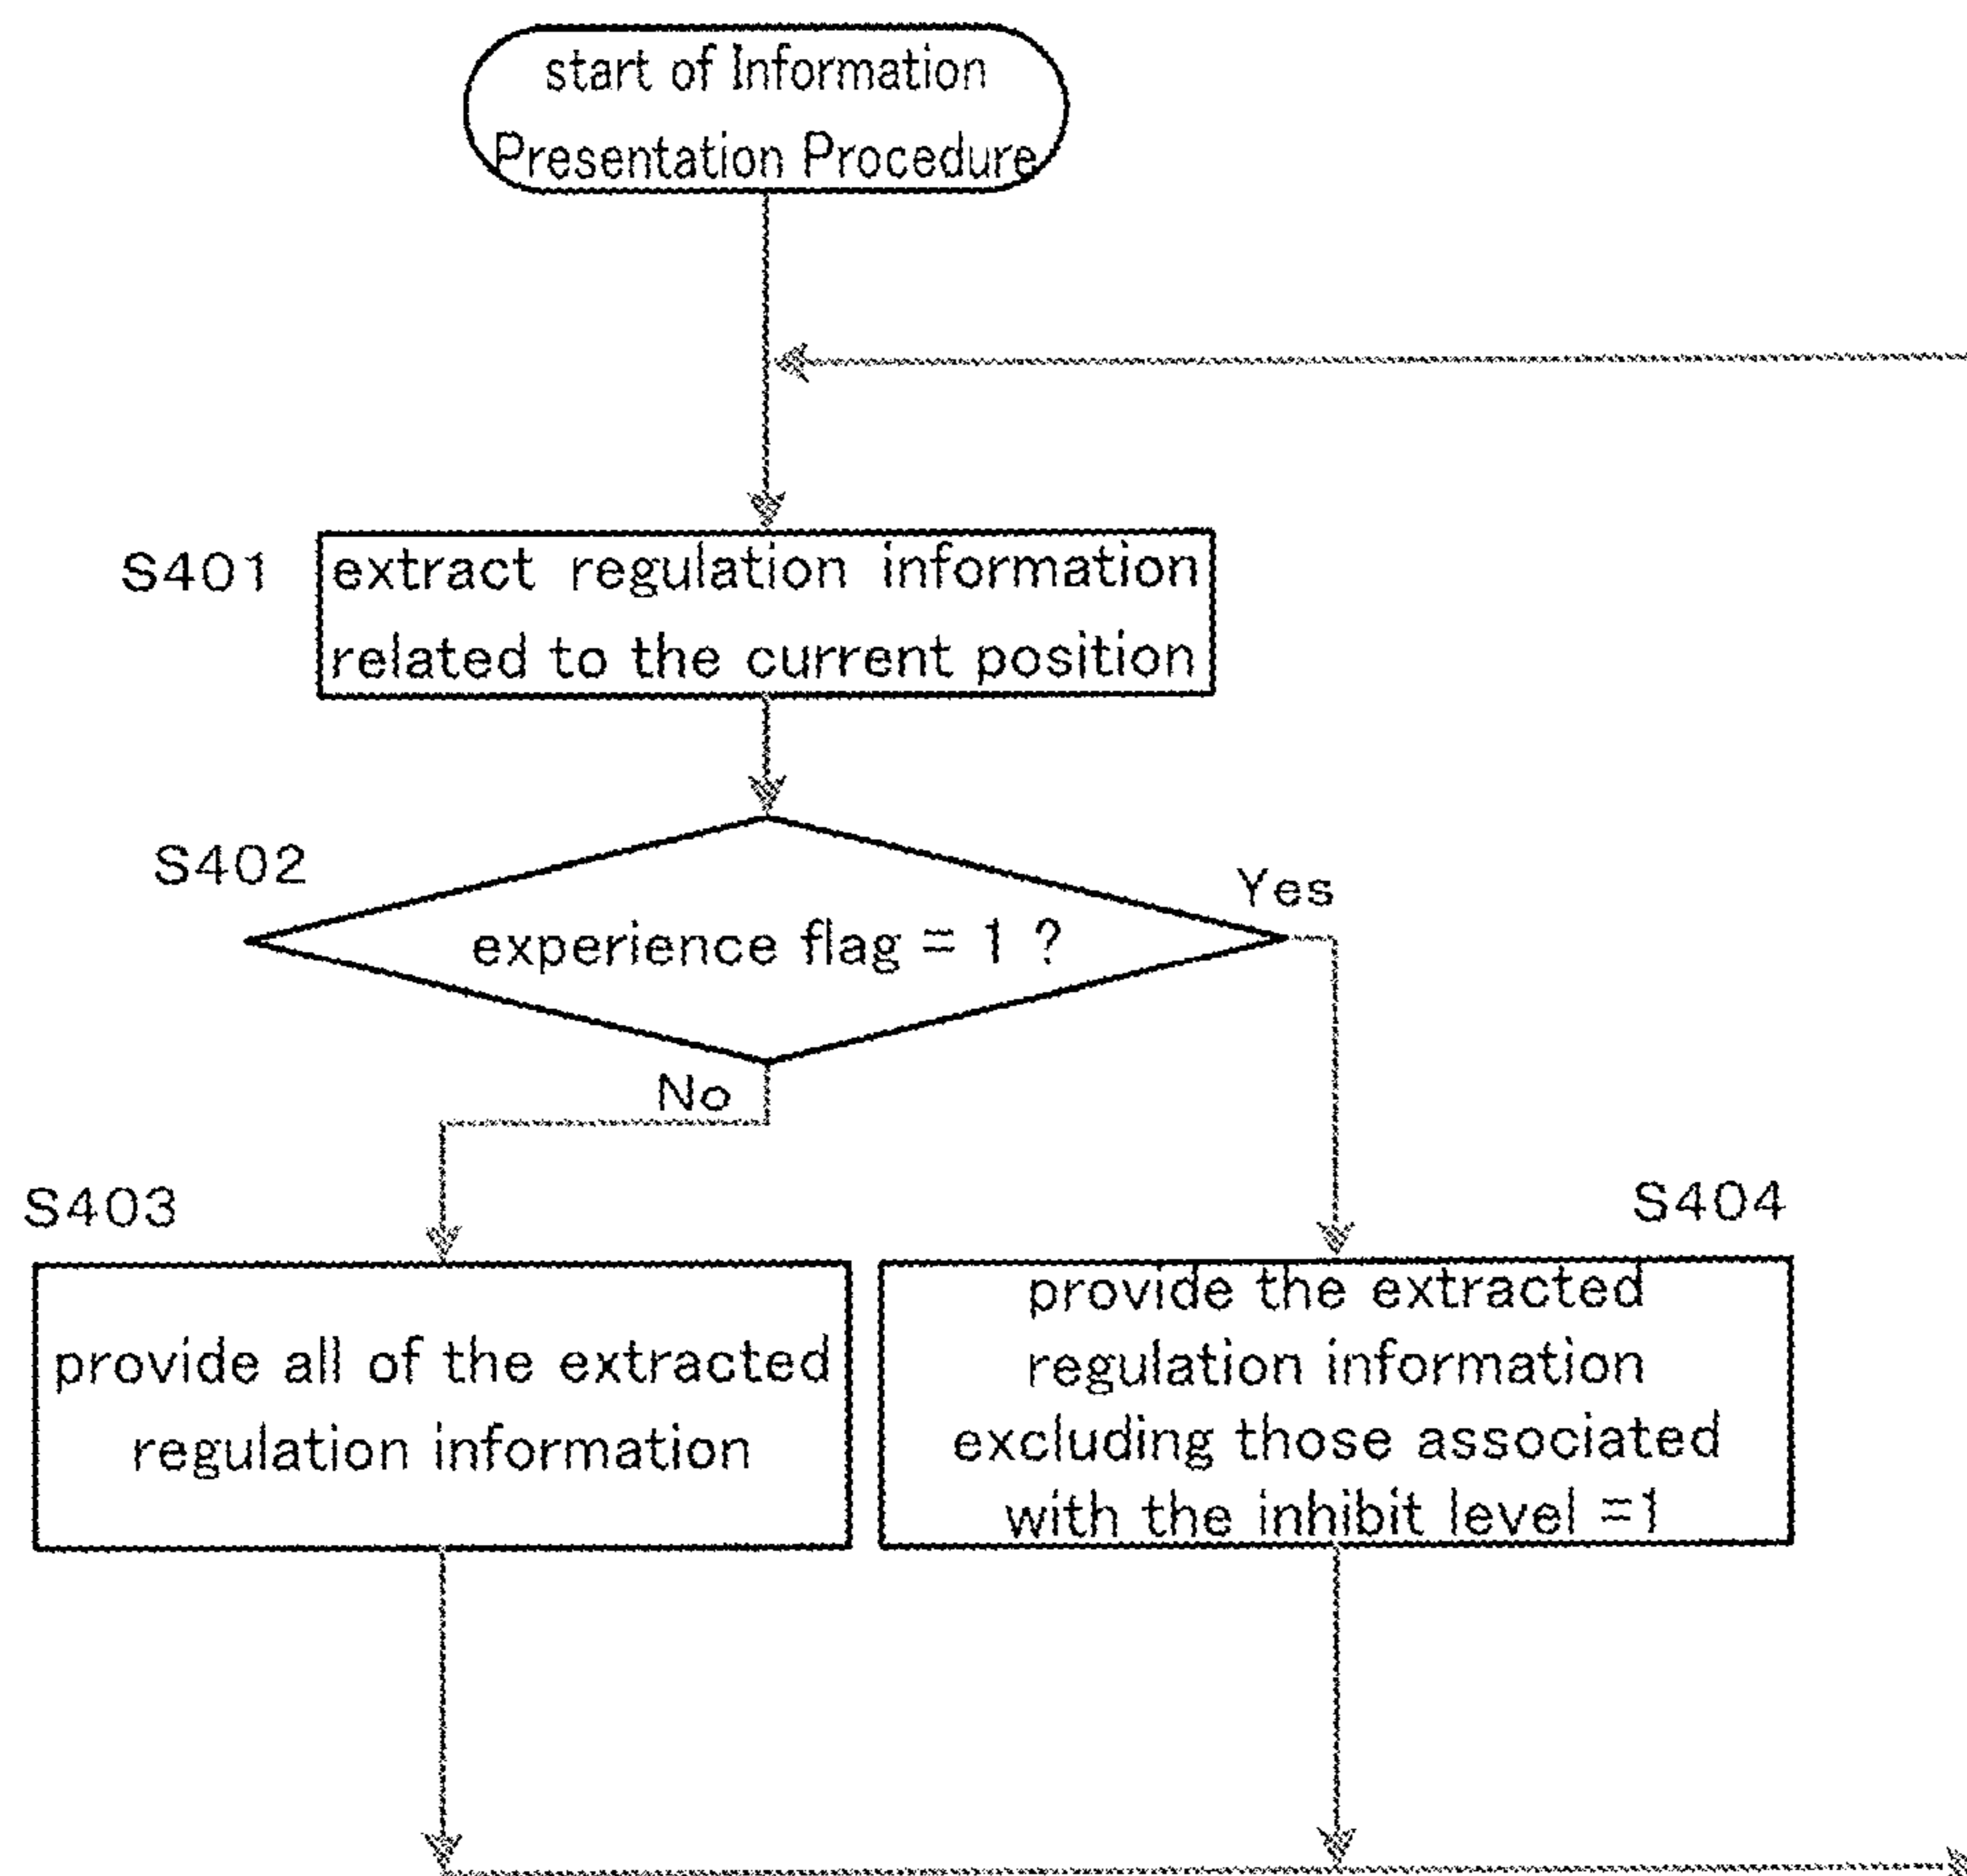 start of Information
Presentation Procedure
S401
extract regulation information
related to the current position
S402
experience flag = 1 ?
Yes
No
S403
provide all of the extracted
regulation information
S404
provide the extracted
regulation information
excluding those associated
with the inhibit level =1